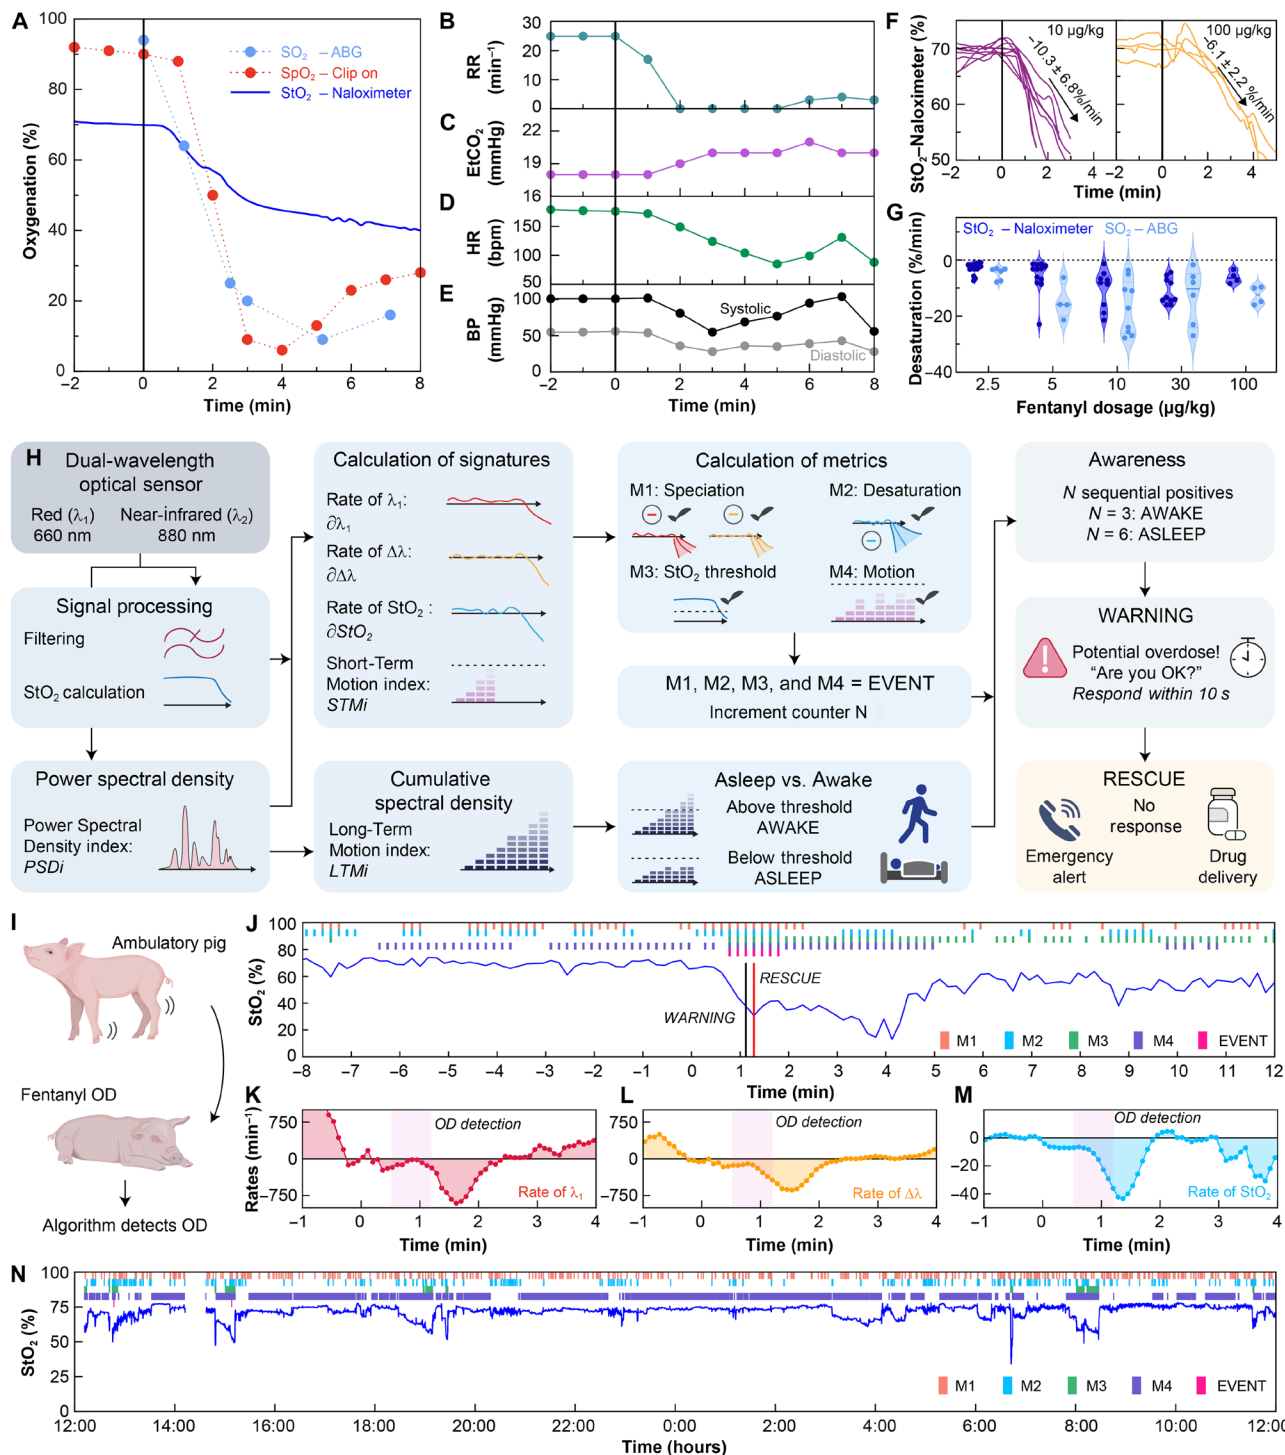 A
Oxygenation (%)
100
80
60
40
20
0
SO2 – ABG
SpO2 – Clip on
StO2 – Naloximeter
−2 0 2 4 6 8
Time (min)
B
RR
(min−1)
30
20
10
0
C
EtCO2
(mmHg)
22
19
16
D
HR
(bpm)
150
100
50
E
BP
(mmHg)
100
50
0
Systolic
Diastolic
−2 0 2 4 6 8
Time (min)
F
StO2–Naloximeter (%)
70
60
50
10 µg/kg
−10.3 ± 6.8%/min
100 µg/kg
−6.1 ± 2.2 %/min
−2 0 2 4 −2 0 2 4
Time (min)
G
Desaturation (%/min)
StO2 – Naloximeter SO2 – ABG
0
−20
−40
2.5 5 10 30 100
Fentanyl dosage (µg/kg)
H
Dual-wavelength
optical sensor
Red (λ1) Near-infrared (λ2)
660 nm 880 nm
Signal processing
Filtering
StO2 calculation
Power spectral density
Power Spectral
Density index:
PSDi
Calculation of signatures
Rate of λ1:
∂λ1
Rate of Δλ:
∂Δλ
Rate of StO2 :
∂StO2
Short-Term
Motion index:
STMi
Cumulative
spectral density
Long-Term
Motion index:
LTMi
Calculation of metrics
M1: Speciation M2: Desaturation
M3: StO2 threshold M4: Motion
M1, M2, M3, and M4 = EVENT
Increment counter N
Asleep vs. Awake
Above threshold
AWAKE
Below threshold
ASLEEP
Awareness
N sequential positives
N = 3: AWAKE
N = 6: ASLEEP
WARNING
Potential overdose!
“Are you OK?”
Respond within 10 s
RESCUE
No
response
Emergency
alert
Drug
delivery
I
Ambulatory pig
Fentanyl OD
Algorithm detects OD
J
StO2 (%)
100
80
60
40
20
0
WARNING
RESCUE
M1 M2 M3 M4 EVENT
−8 −7 −6 −5 −4 −3 −2 −1 0 1 2 3 4 5 6 7 8 9 10 11 12
Time (min)
K
Rates (min−1)
750
0
−750
OD detection
Rate of λ1
−1 0 1 2 3 4
Time (min)
L
750
0
−750
OD detection
Rate of Δλ
−1 0 1 2 3 4
Time (min)
M
0
−20
−40
OD detection
Rate of StO2
−1 0 1 2 3 4
Time (min)
N
StO2 (%)
100
75
50
25
0
M1 M2 M3 M4 EVENT
12:00 14:00 16:00 18:00 20:00 22:00 0:00 2:00 4:00 6:00 8:00 10:00 12:00
Time (hours)